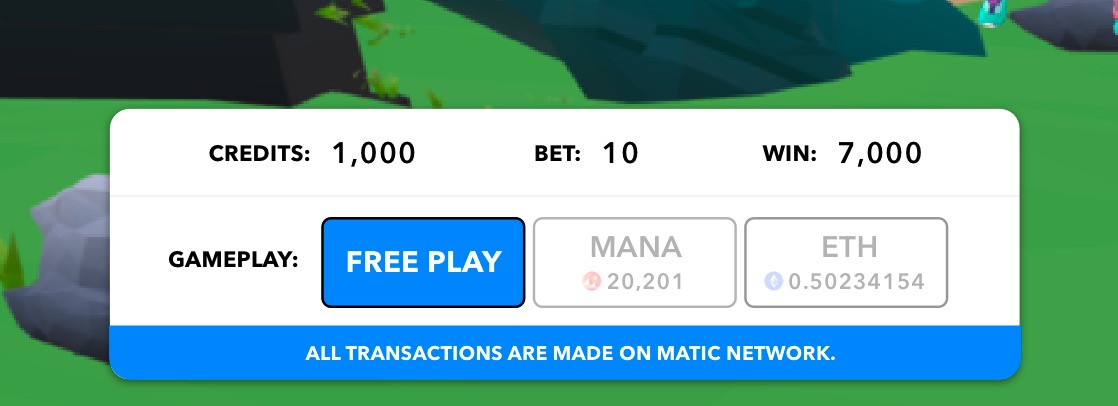 CREDITS: 1,000 BET: 10 WIN: 7,000
GAMEPLAY: FREE PLAY MANA ETH
20,201 0.50234154
ALL TRANSACTIONS ARE MADE ON MATIC NETWORK.